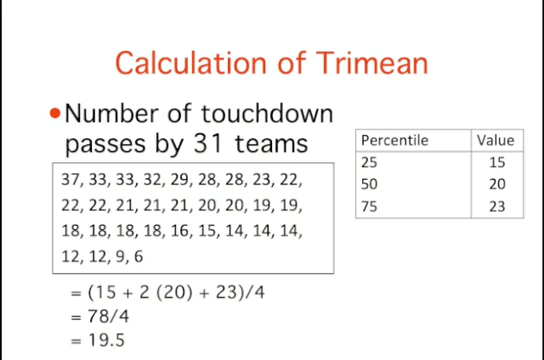 Calculation of Trimean
•Number of touchdown
passes by 31 teams
37, 33, 33, 32, 29, 28, 28, 23, 22,
22, 22, 21, 21, 21, 20, 20, 19, 19,
18, 18, 18, 18, 16, 15, 14, 14, 14,
12, 12, 9, 6
Percentile Value
25 15
50 20
75 23
= (15 + 2 (20) + 23)/4
= 78/4
= 19.5